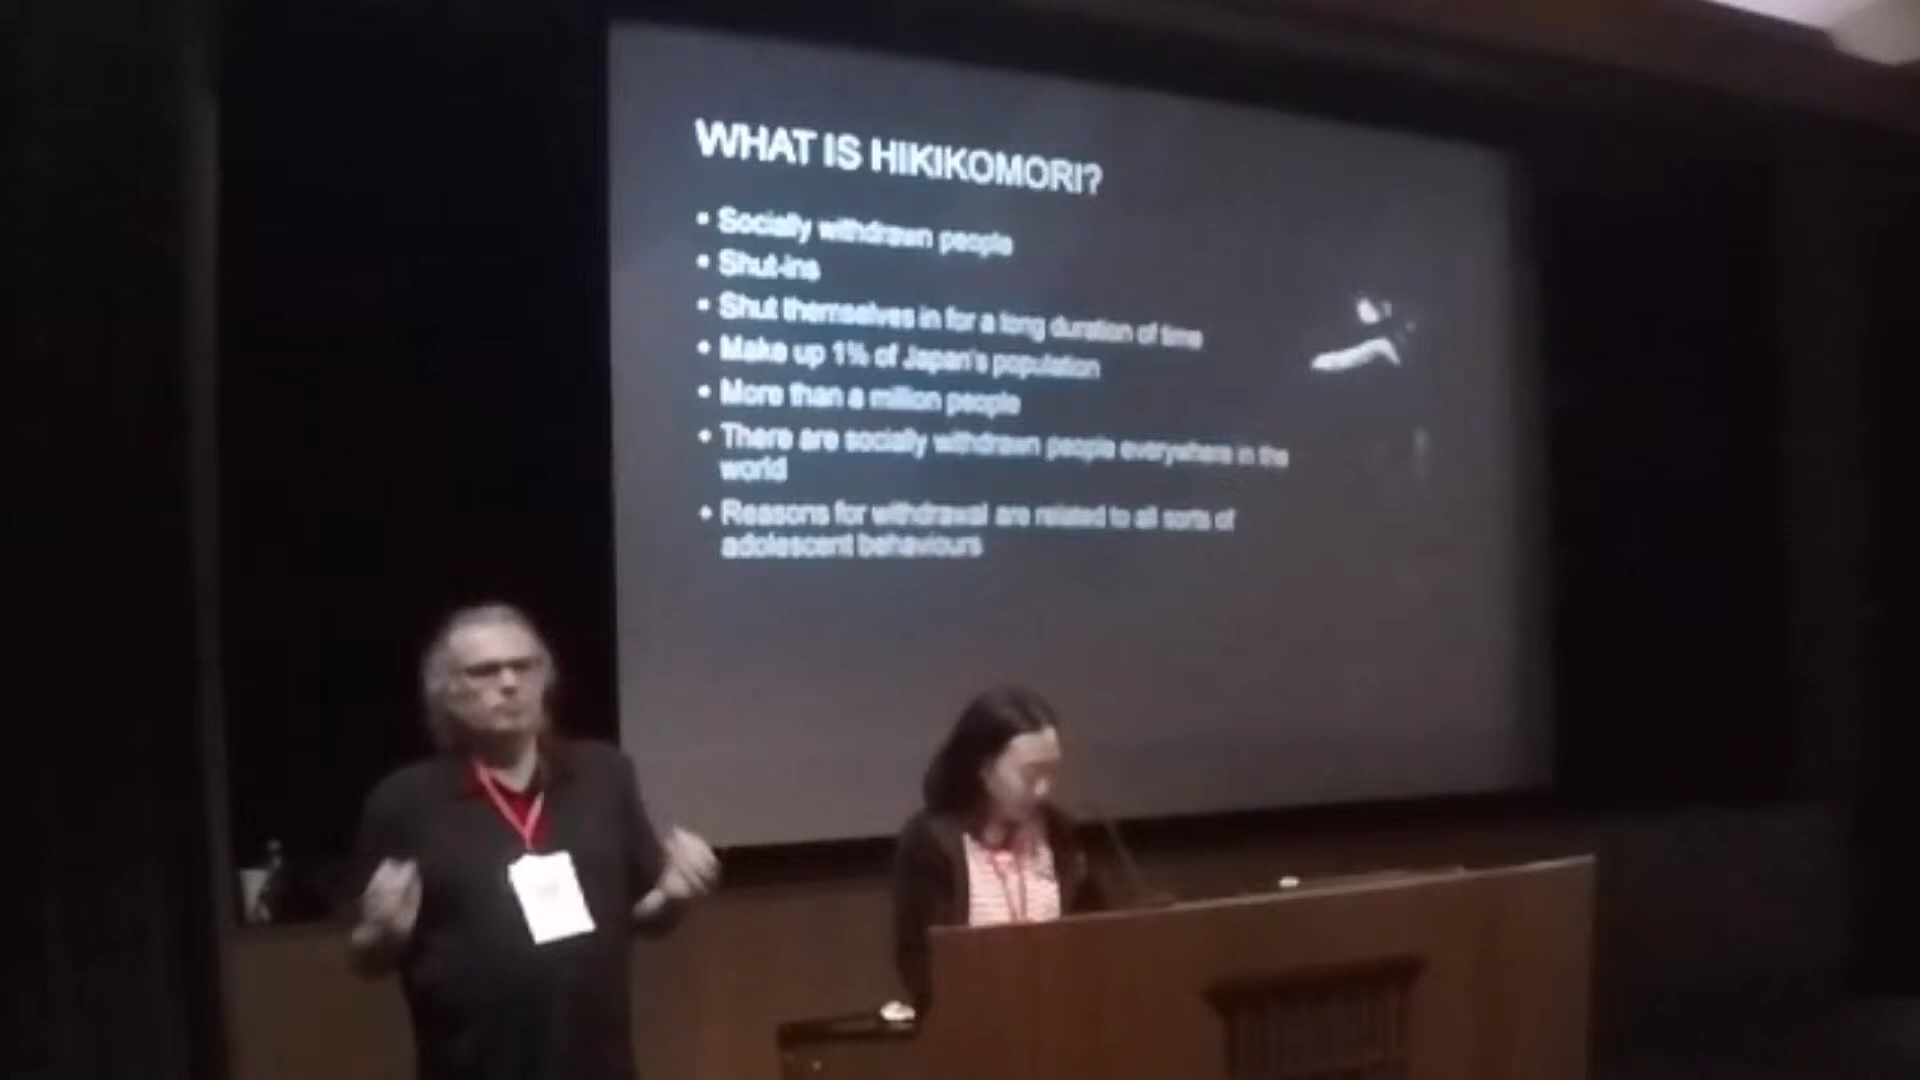 WHAT IS HIKIKOMORI?
• Socially withdrawn people
• Shut-ins
• Shut themselves in for a long duration of time
• Make up 1% of Japan's population
• More than a million people
• There are socially withdrawn people everywhere in the
world
• Reasons for withdrawal are related to all sorts of
adolescent behaviours